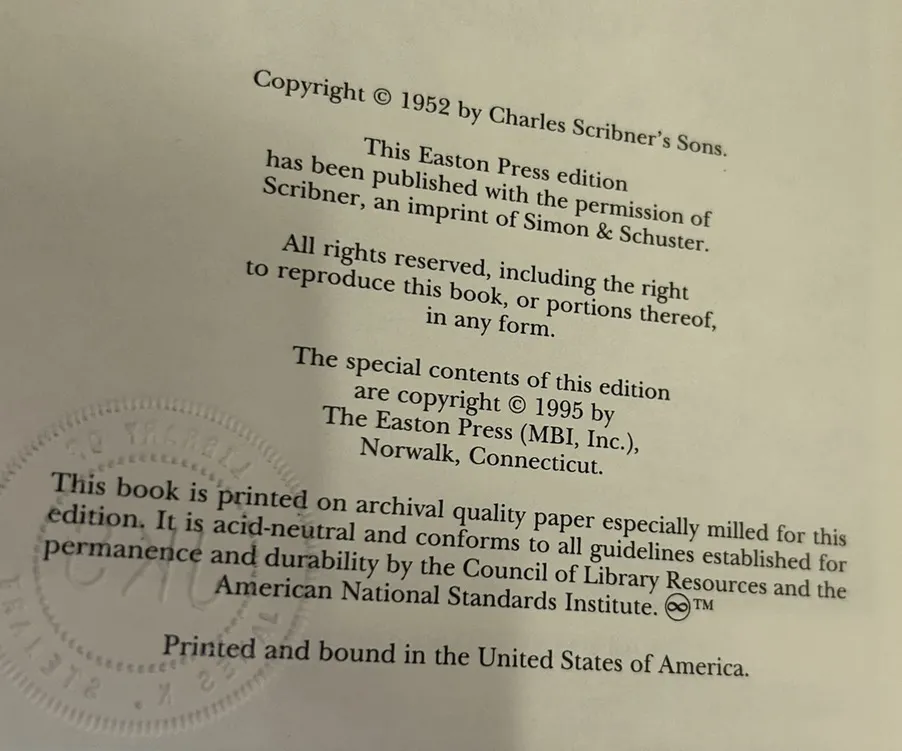 Copyright © 1952 by Charles Scribner's Sons.
This Easton Press edition
has been published with the permission of
Scribner, an imprint of Simon & Schuster.
All rights reserved, including the right
to reproduce this book, or portions thereof,
in any form.
The special contents of this edition
are copyright © 1995 by
The Easton Press (MBI, Inc.),
Norwalk, Connecticut.
This book is printed on archival quality paper especially milled for this
edition. It is acid-neutral and conforms to all guidelines established for
permanence and durability by the Council of Library Resources and the
American National Standards Institute. ♾™
Printed and bound in the United States of America.